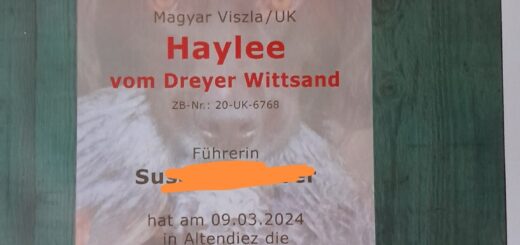 Magyar Viszla/UK
Haylee
vom Dreyer Wittsand
ZB-Nr.: 20-UK-6768
Führerin
hat am 09.03.2024
in Altendiez die